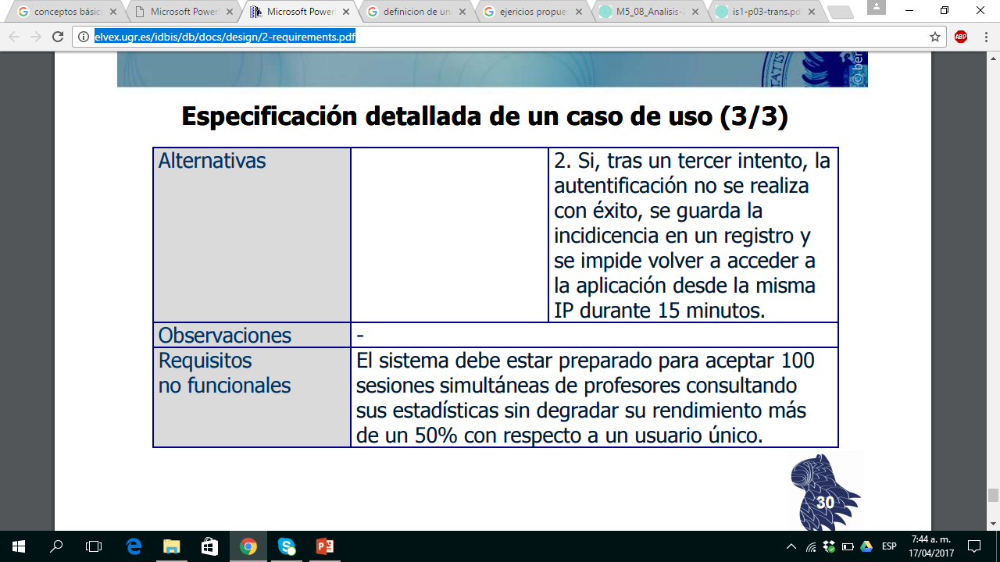 conceptos básic
Microsoft Power
Microsoft Power
definicion de un
ejericios propue
M5_08_Analisis-
is1-p03-trans.pd
elvex.ugr.es/idbis/db/docs/design/2-requirements.pdf
ABP
© ber
Especificación detallada de un caso de uso (3/3)
Alternativas
2. Si, tras un tercer intento, la
autentificación no se realiza
con éxito, se guarda la
incidicencia en un registro y
se impide volver a acceder a
la aplicación desde la misma
IP durante 15 minutos.
Observaciones
-
Requisitos
no funcionales
El sistema debe estar preparado para aceptar 100
sesiones simultáneas de profesores consultando
sus estadísticas sin degradar su rendimiento más
de un 50% con respecto a un usuario único.
30
ESP
7:44 a. m.
17/04/2017